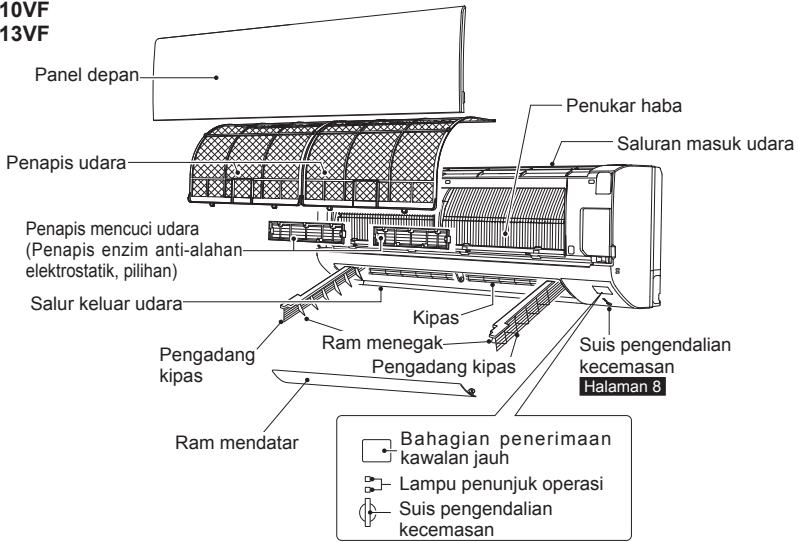 10VF
13VF
Panel depan
Penukar haba
Saluran masuk udara
Penapis udara
Penapis mencuci udara
(Penapis enzim anti-alahan
elektrostatik, pilihan)
Salur keluar udara
Kipas
Ram menegak
Pengadang
kipas
Pengadang kipas
Suis pengendalian
kecemasan
Halaman 8
Ram mendatar
Bahagian penerimaan
kawalan jauh
Lampu penunjuk operasi
Suis pengendalian
kecemasan